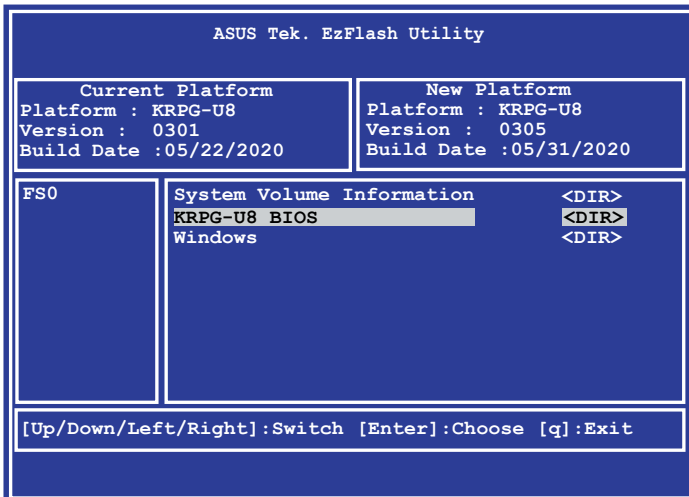 ASUS Tek. EzFlash Utility
Current Platform
Platform : KRPG-U8
Version : 0301
Build Date :05/22/2020
New Platform
Platform : KRPG-U8
Version : 0305
Build Date :05/31/2020
FS0
System Volume Information <DIR>
KRPG-U8 BIOS <DIR>
Windows <DIR>
[Up/Down/Left/Right]:Switch [Enter]:Choose [q]:Exit